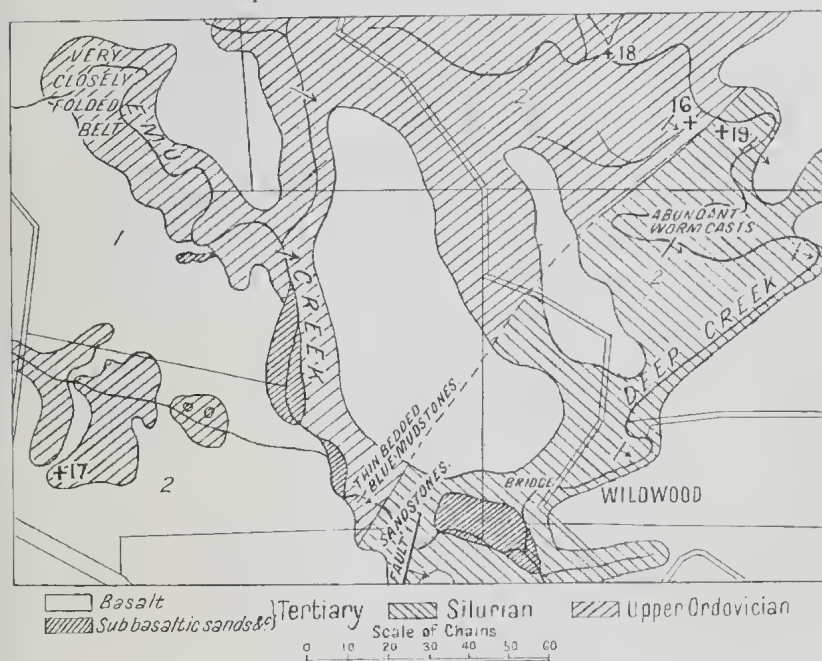 VERY
CLOSELY
FOLDED
BELT
EMU
CREEK
+18
2
16
+
+19
1
ABUNDANT
WORM CASTS
2
DEEP CREEK
THIN BEDDED
BLUE MUDSTONES.
+17
2
SANDSTONES.
BRIDGE
WILDWOOD
FAULT
Basalt
Sub basaltic sands &c
} Tertiary
Silurian
Upper Ordovician
Scale of Chains
0 10 20 30 40 50 60